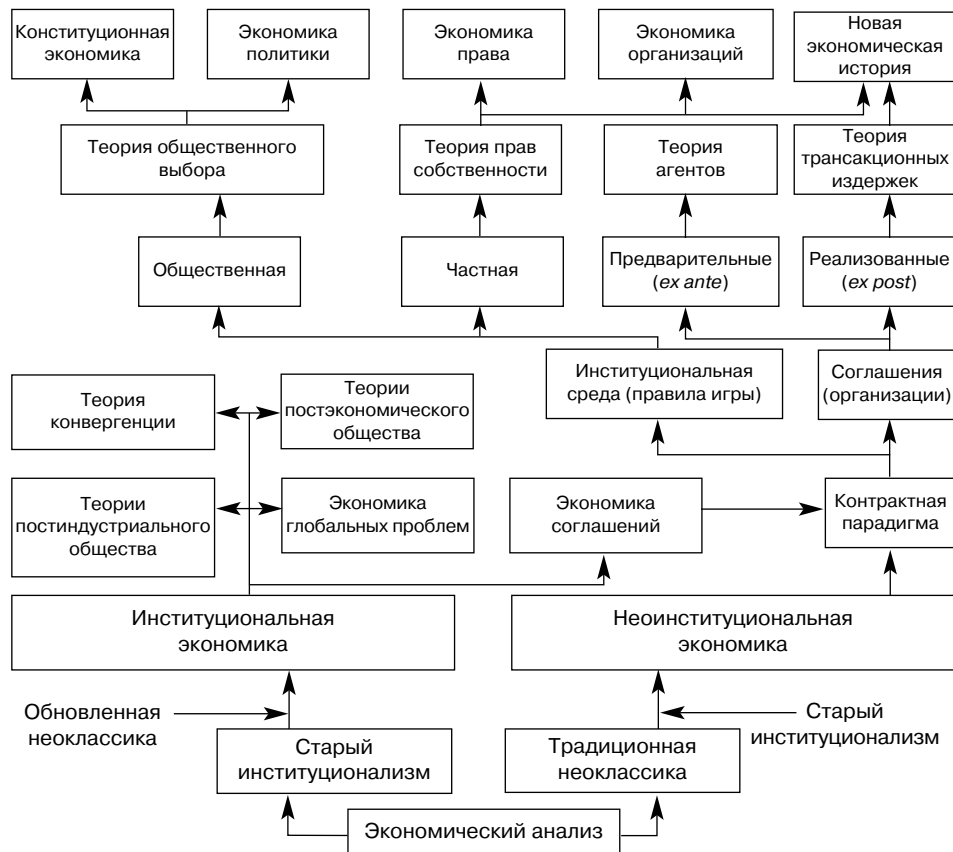 Конституционная
экономика
Экономика
политики
Экономика
права
Экономика
организаций
Новая
экономическая
история
Теория общественного
выбора
Теория прав
собственности
Теория
агентов
Теория
трансакционных
издержек
Общественная
Частная
Предварительные
(ex ante)
Реализованные
(ex post)
Институциональная
среда (правила игры)
Соглашения
(организации)
Теория
конвергенции
Теории
постэкономического
общества
Теории
постиндустриального
общества
Экономика
глобальных проблем
Экономика
соглашений
Контрактная
парадигма
Институциональная
экономика
Неоинституциональная
экономика
Обновленная
неоклассика
Старый
институционализм
Старый
институционализм
Традиционная
неоклассика
Экономический анализ